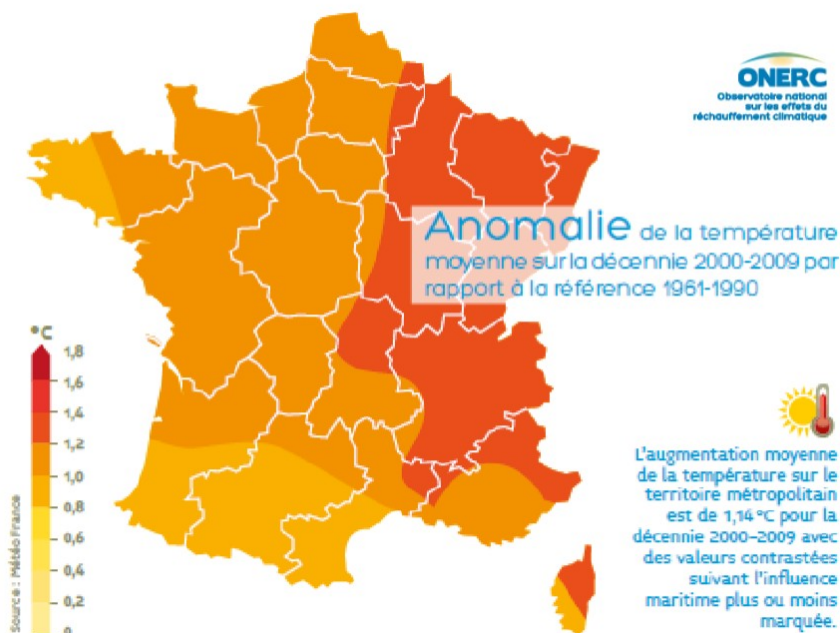 ONERC
Observatoire national
sur les effets du
réchauffement climatique
Anomalie de la température
moyenne sur la décennie 2000-2009 par
rapport à la référence 1961-1990
°C
1,8
1,6
1,4
1,2
1,0
0,8
0,6
0,4
0,2
0
Source : Météo France
L'augmentation moyenne
de la température sur le
territoire métropolitain
est de 1,14 °C pour la
décennie 2000-2009 avec
des valeurs contrastées
suivant l'influence
maritime plus ou moins
marquée.